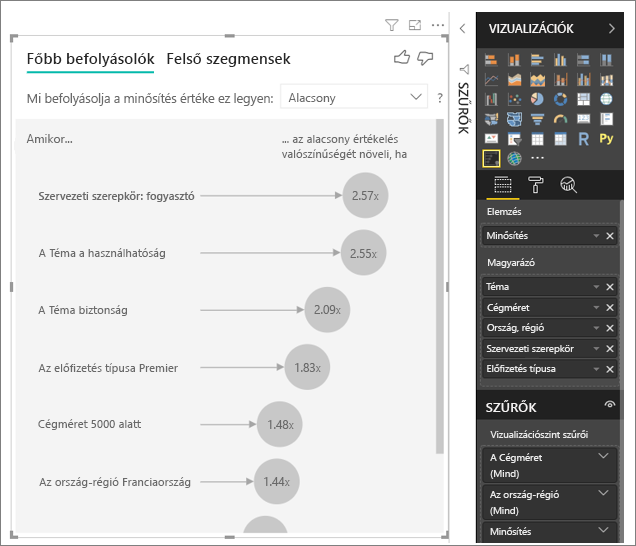 Főbb befolyásolók Felső szegmensek
Mi befolyásolja a minősítés értéke ez legyen: Alacsony ?
Amikor...
... az alacsony értékelés
valószínűségét növeli, ha
Szervezeti szerepkör: fogyasztó 2.57x
A Téma a használhatóság 2.55x
A Téma biztonság 2.09x
Az előfizetés típusa Premier 1.83x
Cégméret 5000 alatt 1.48x
Az ország-régió Franciaország 1.44x
SZŰRŐK
VIZUALIZÁCIÓK
R Py
Elemzés
Minősítés
Magyarázó
Téma
Cégméret
Ország, régió
Szervezeti szerepkör
Előfizetés típusa
SZŰRŐK
Vizualizációszint szűrői
A Cégméret
(Mind)
Az ország-régió
(Mind)
Minősítés